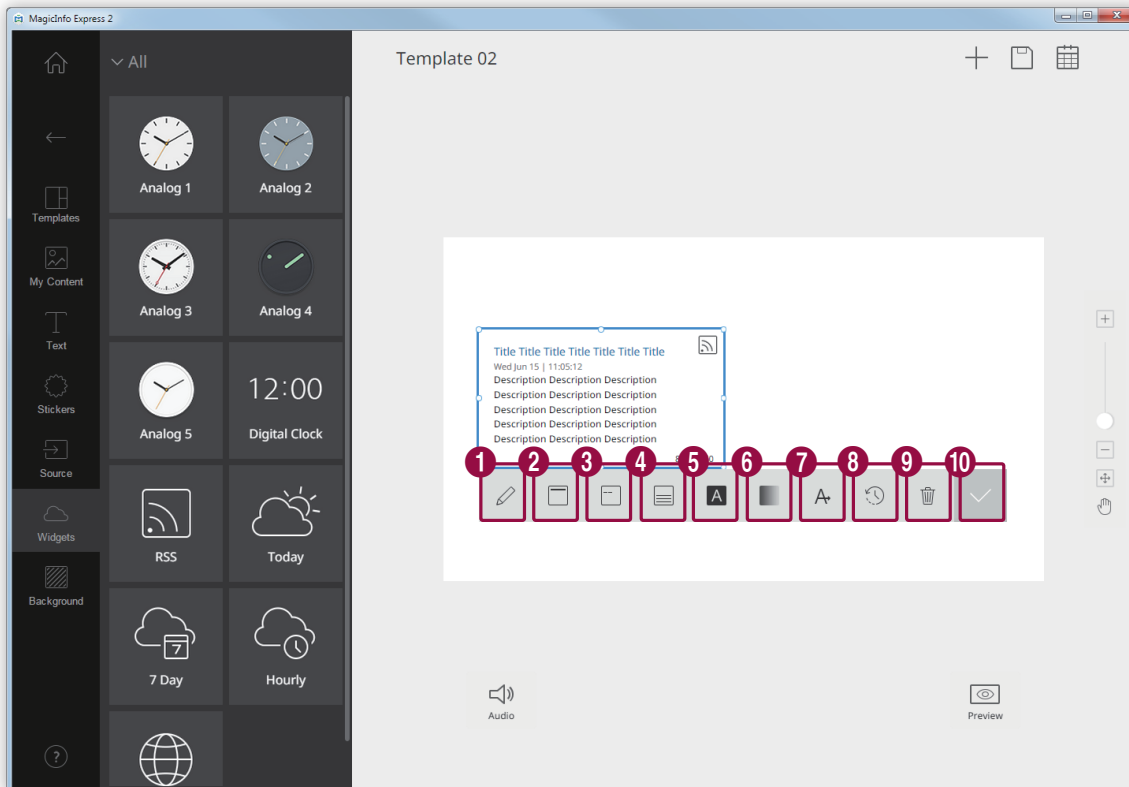 MagicInfo Express 2
All
Template 02
Analog 1
Analog 2
Templates
My Content
Analog 3
Analog 4
Text
Title Title Title Title Title Title Title
Wed Jun 15 | 11:05:12
Description Description Description
Description Description Description
Description Description Description
Description Description Description
Description Description Description
Stickers
12:00
Analog 5
Digital Clock
Source
1
2
3
4
5
6
7
8
9
10
A
A
Widgets
RSS
Today
Background
7
7 Day
Hourly
Audio
Preview
?